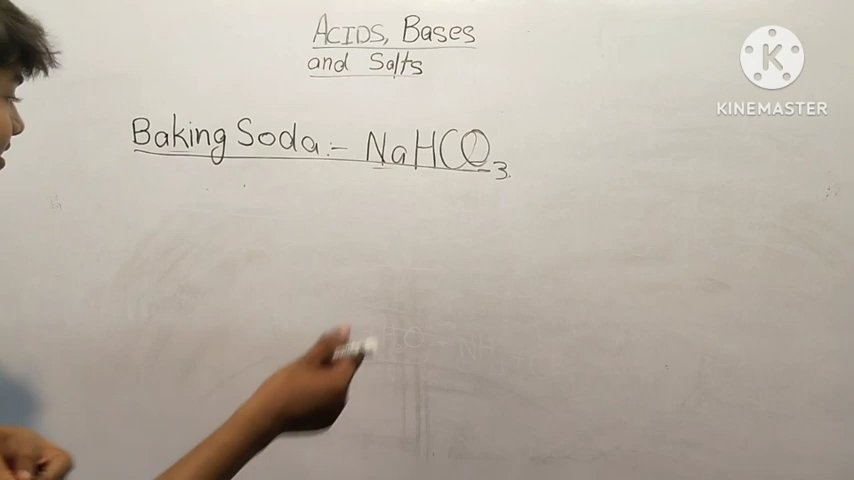 ACIDS, Bases
and Salts
KINEMASTER
Baking Soda:- NaHCO3